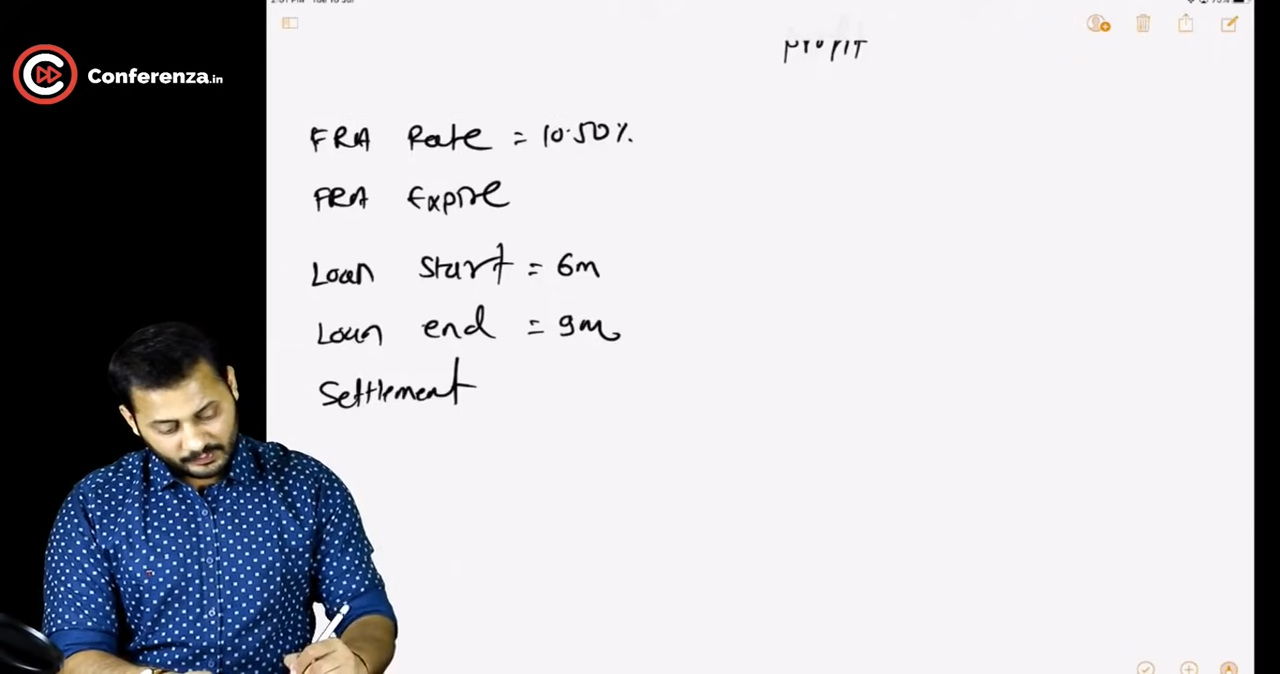 Conferenza.in
profit
FRA Rate = 10.50%
FRA Expire
Loan start = 6m
Loan end = 9m
Settlement